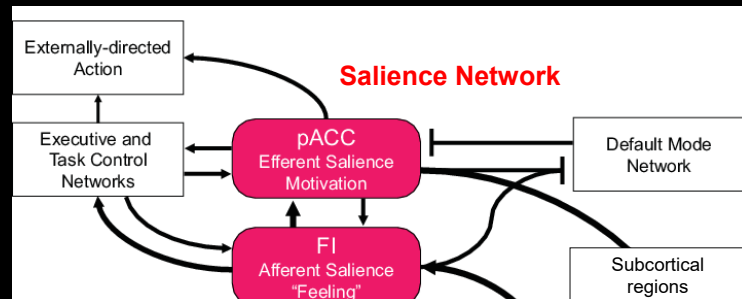 Externally-directed
Action
Salience Network
Executive and
Task Control
Networks
pACC
Efferent Salience
Motivation
Default Mode
Network
FI
Afferent Salience
"Feeling"
Subcortical
regions